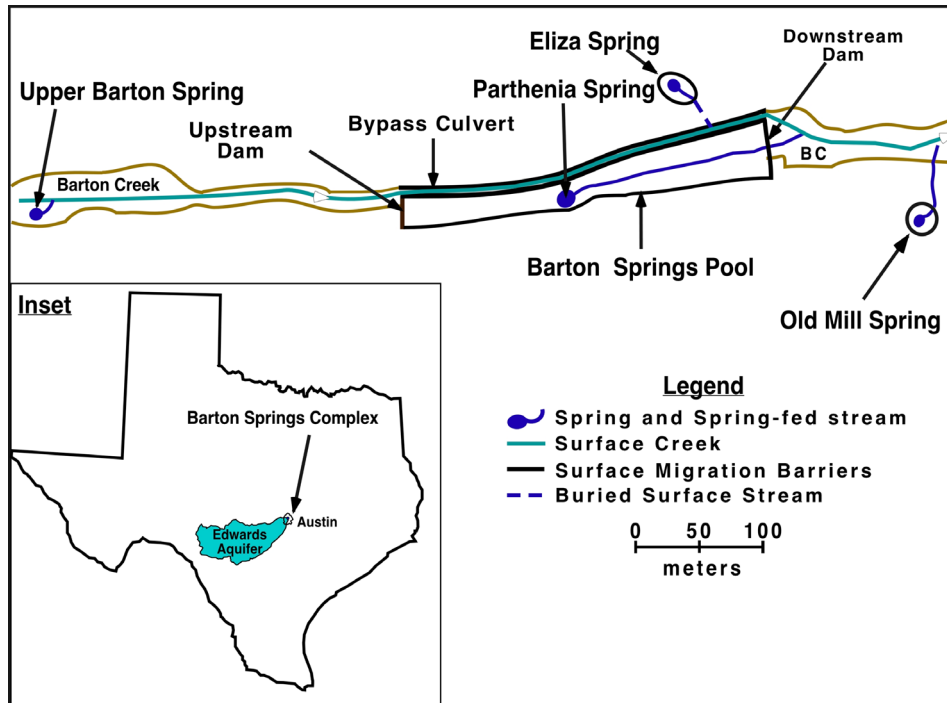 Eliza Spring
Downstream
Dam
Upper Barton Spring
Parthenia Spring
Upstream
Dam
Bypass Culvert
Barton Creek
BC
Barton Springs Pool
Old Mill Spring
Inset
Barton Springs Complex
Austin
Edwards
Aquifer
Legend
Spring and Spring-fed stream
Surface Creek
Surface Migration Barriers
Buried Surface Stream
0 50 100
meters